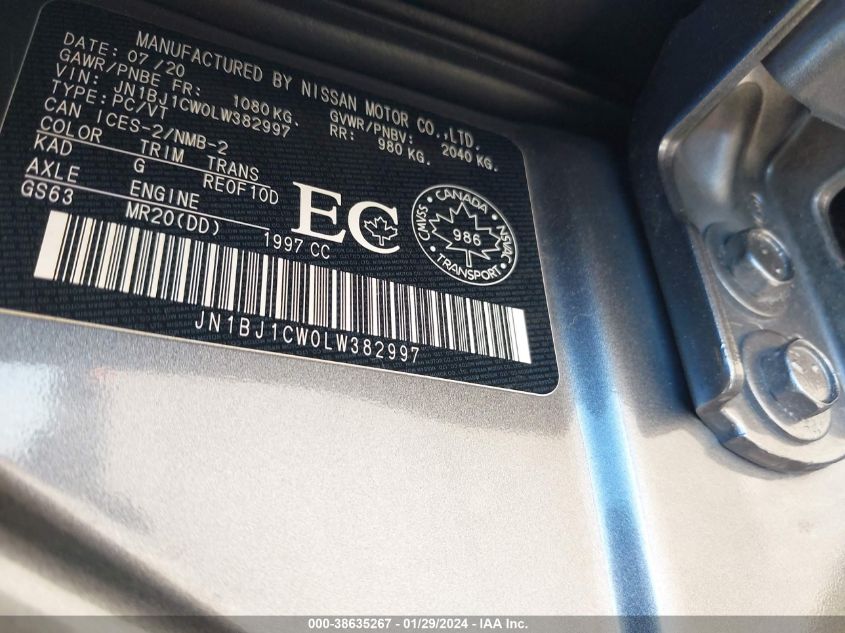 MANUFACTURED BY NISSAN MOTOR CO.,LTD.
DATE: 07/20 GVWR/PNBV: 2040 KG.
GAWR/PNBE FR: 1080 KG. RR: 980 KG.
VIN: JN1BJ1CW0LW382997
TYPE: PC/VT
CAN ICES-2/NMB-2
COLOR TRIM TRANS
KAD G RE0F10D
AXLE ENGINE
GS63 MR20(DD) 1997 CC
EC
CANADA
CMVSS
NSVAC
986
TRANSPORT
JN1BJ1CW0LW382997
000-38635267 - 01/29/2024 - IAA Inc.